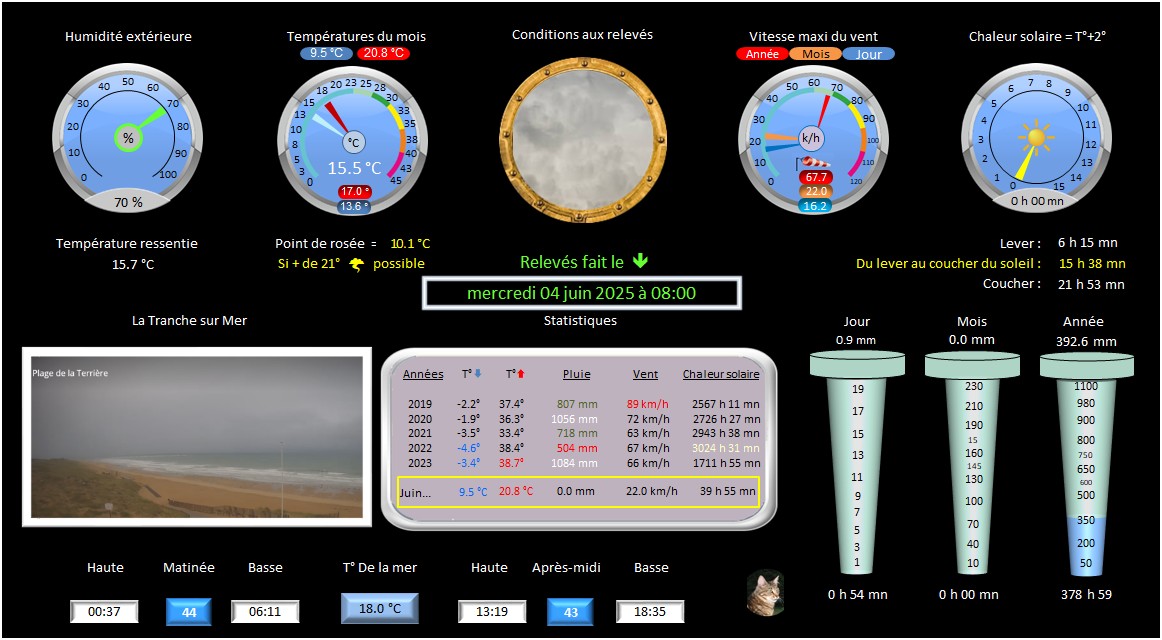 Humidité extérieure
Températures du mois
Conditions aux relevés
Vitesse maxi du vent
Chaleur solaire = T°+2°
9.5 °C 20.8 °C
Année Mois Jour
0 10 20 30 40 50 60 70 80 90 100
%
70 %
0 3 5 8 10 13 15 18 20 23 25 28 30 33 35 38 40 43 45
°C
15.5 °C
17.0 °
13.6 °
0 10 20 30 40 50 60 70 80 90 100 110 120
k/h
67.7
22.0
16.2
0 1 2 3 4 5 6 7 8 9 10 11 12 13 14 15
0 h 00 mn
Température ressentie
15.7 °C
Point de rosée = 10.1 °C
Si + de 21° possible
Relevés fait le
mercredi 04 juin 2025 à 08:00
Lever : 6 h 15 mn
Du lever au coucher du soleil : 15 h 38 mn
Coucher : 21 h 53 mn
La Tranche sur Mer
Plage de la Terrière
Statistiques
Années T° T° Pluie Vent Chaleur solaire
2019 -2.2° 37.4° 807 mm 89 km/h 2567 h 11 mn
2020 -1.9° 36.3° 1056 mm 72 km/h 2726 h 27 mn
2021 -3.5° 33.4° 718 mm 63 km/h 2943 h 38 mn
2022 -4.6° 38.4° 504 mm 67 km/h 3024 h 31 mn
2023 -3.4° 38.7° 1084 mm 66 km/h 1711 h 55 mn
Juin... 9.5 °C 20.8 °C 0.0 mm 22.0 km/h 39 h 55 mn
Jour
0.9 mm
19
17
15
13
11
9
7
5
3
1
0 h 54 mn
Mois
0.0 mm
230
210
190
15
160
145
130
100
70
40
10
0 h 00 mn
Année
392.6 mm
1100
980
900
800
750
650
600
500
350
200
50
378 h 59
Haute Matinée Basse T° De la mer Haute Après-midi Basse
00:37 44 06:11 18.0 °C 13:19 43 18:35